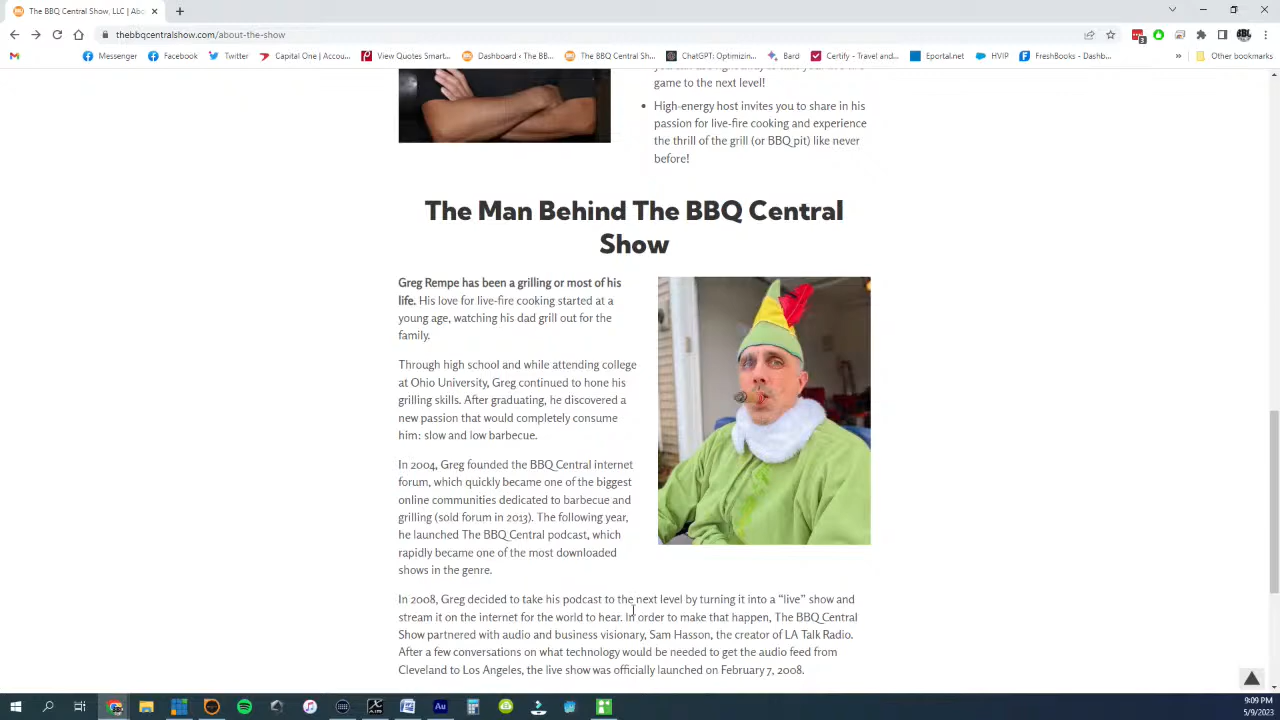 The BBQ Central Show, LLC | Abo
thebbqcentralshow.com/about-the-show
Messenger
Facebook
Twitter
Capital One | Accou...
View Quotes Smart...
Dashboard ‹ The BB...
The BBQ Central Sh...
ChatGPT: Optimizin...
Bard
Certify - Travel and...
Eportal.net
HVIP
FreshBooks - Dashb...
»
Other bookmarks
game to the next level!
• High-energy host invites you to share in his
passion for live-fire cooking and experience
the thrill of the grill (or BBQ pit) like never
before!
The Man Behind The BBQ Central
Show
Greg Rempe has been a grilling or most of his
life. His love for live-fire cooking started at a
young age, watching his dad grill out for the
family.
Through high school and while attending college
at Ohio University, Greg continued to hone his
grilling skills. After graduating, he discovered a
new passion that would completely consume
him: slow and low barbecue.
In 2004, Greg founded the BBQ Central internet
forum, which quickly became one of the biggest
online communities dedicated to barbecue and
grilling (sold forum in 2013). The following year,
he launched The BBQ Central podcast, which
rapidly became one of the most downloaded
shows in the genre.
In 2008, Greg decided to take his podcast to the next level by turning it into a “live” show and
stream it on the internet for the world to hear. In order to make that happen, The BBQ Central
Show partnered with audio and business visionary, Sam Hasson, the creator of LA Talk Radio.
After a few conversations on what technology would be needed to get the audio feed from
Cleveland to Los Angeles, the live show was officially launched on February 7, 2008.
Au
9:09 PM
5/9/2023